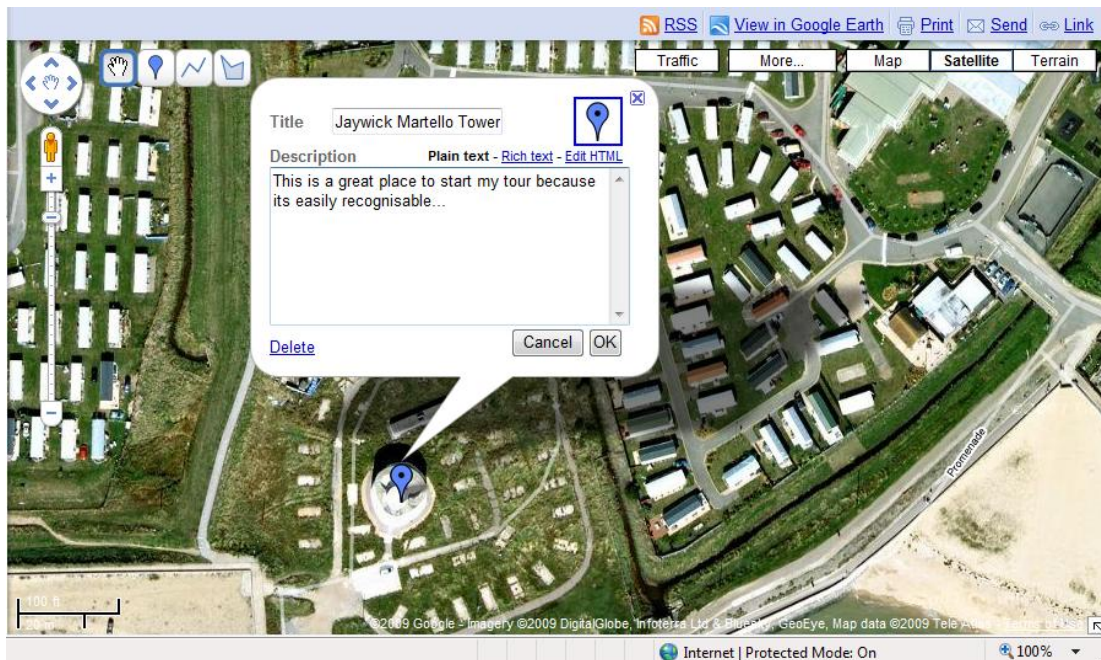 RSS View in Google Earth Print Send Link
Traffic More... Map Satellite Terrain
Title Jaywick Martello Tower
Description Plain text - Rich text - Edit HTML
This is a great place to start my tour because
its easily recognisable...
Delete Cancel OK
Promenade
100 ft
20 m
©2009 Google - Imagery ©2009 DigitalGlobe, Infoterra Ltd & Bluesky, GeoEye, Map data ©2009 Tele Atlas - Terms of Use
Internet | Protected Mode: On 100%